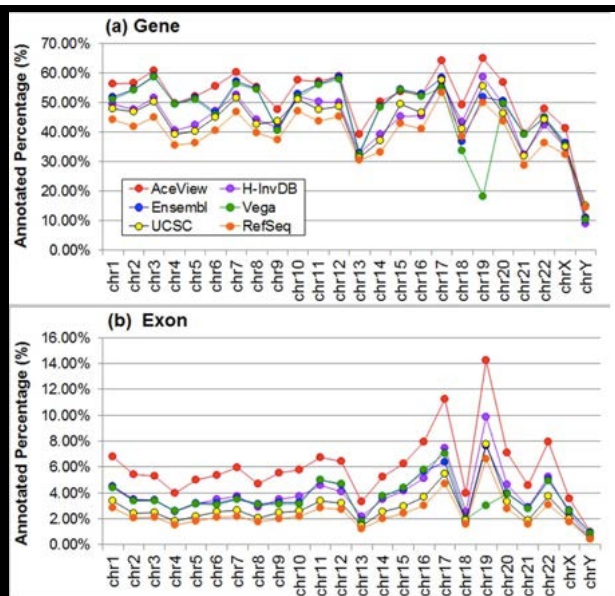 (a) Gene
Annotated Percentage (%)
70.00%
60.00%
50.00%
40.00%
30.00%
20.00%
10.00%
0.00%
AceView
H-InvDB
Ensembl
Vega
UCSC
RefSeq
chr1
chr2
chr3
chr4
chr5
chr6
chr7
chr8
chr9
chr10
chr11
chr12
chr13
chr14
chr15
chr16
chr17
chr18
chr19
chr20
chr21
chr22
chrX
chrY
(b) Exon
Annotated Percentage (%)
16.00%
14.00%
12.00%
10.00%
8.00%
6.00%
4.00%
2.00%
0.00%
chr1
chr2
chr3
chr4
chr5
chr6
chr7
chr8
chr9
chr10
chr11
chr12
chr13
chr14
chr15
chr16
chr17
chr18
chr19
chr20
chr21
chr22
chrX
chrY